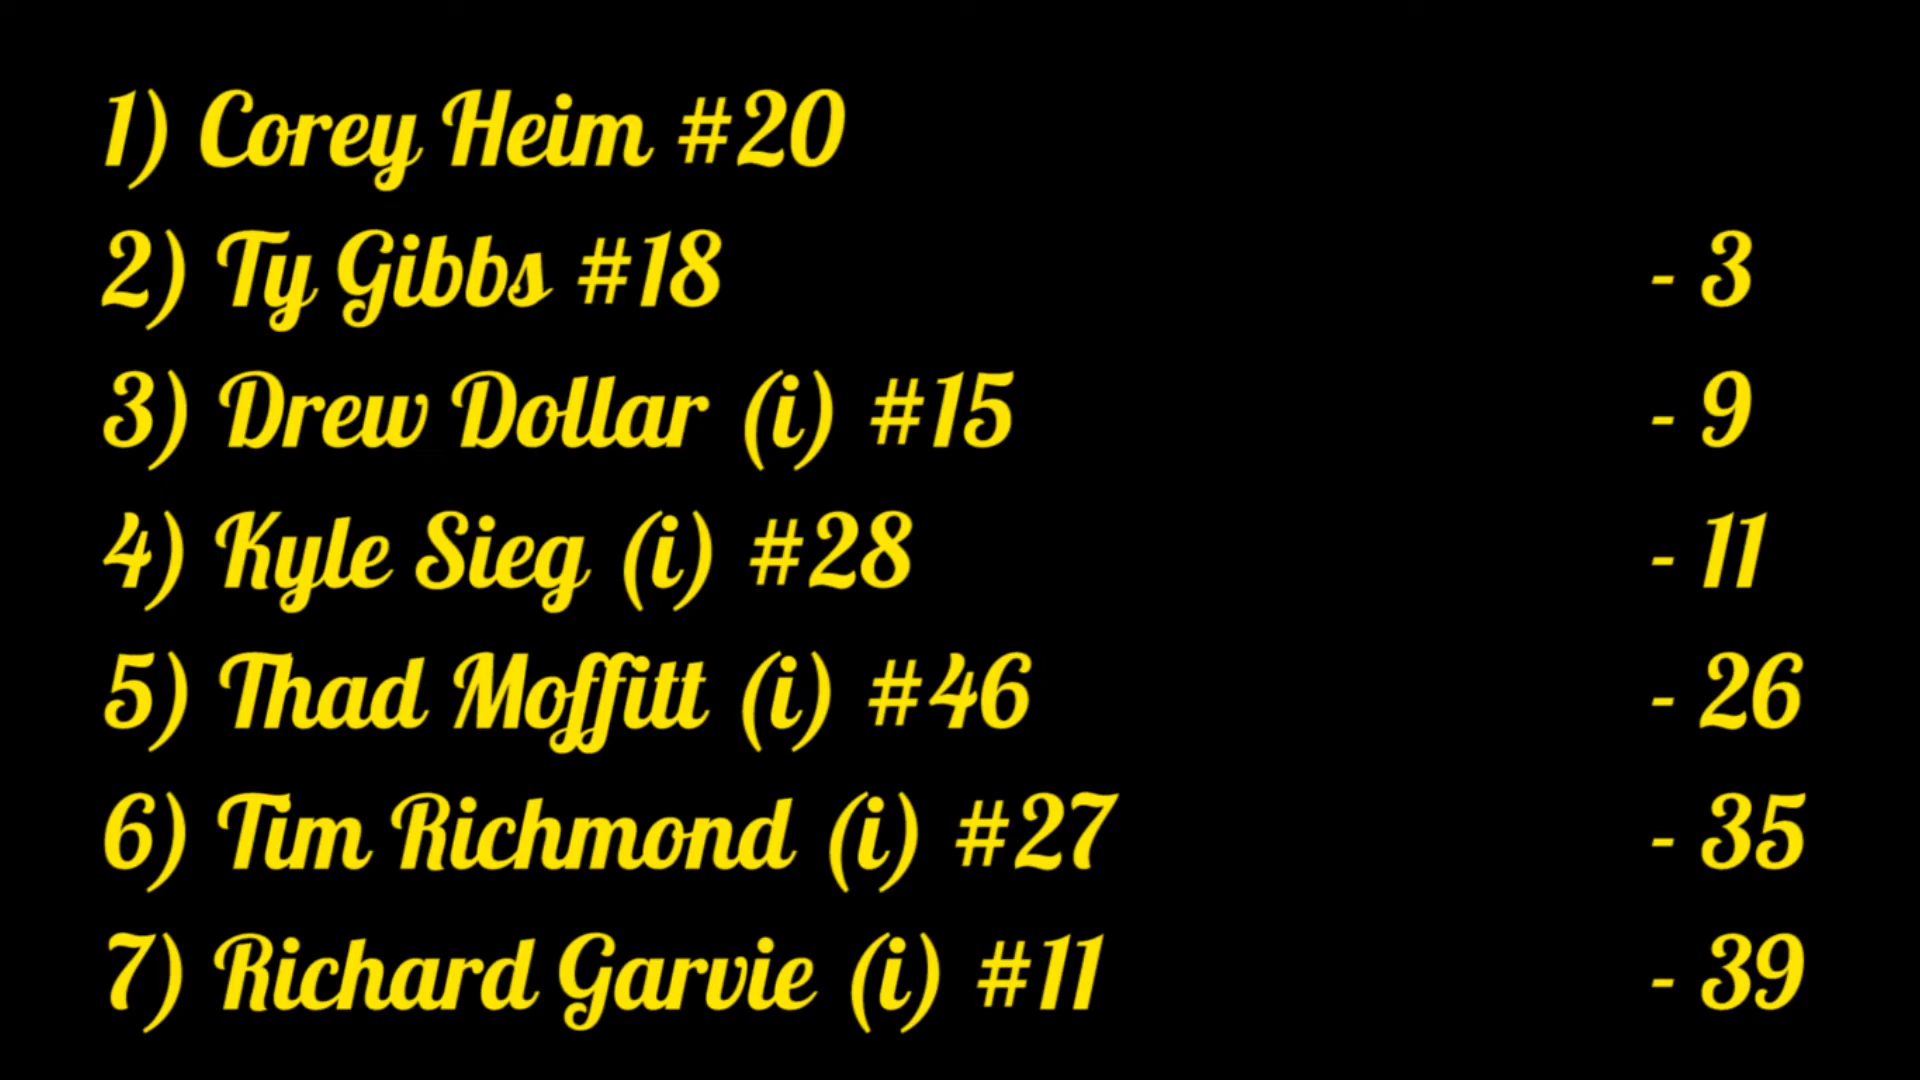 1) Corey Heim #20
2) Ty Gibbs #18 - 3
3) Drew Dollar (i) #15 - 9
4) Kyle Sieg (i) #28 - 11
5) Thad Moffitt (i) #46 - 26
6) Tim Richmond (i) #27 - 35
7) Richard Garvie (i) #11 - 39